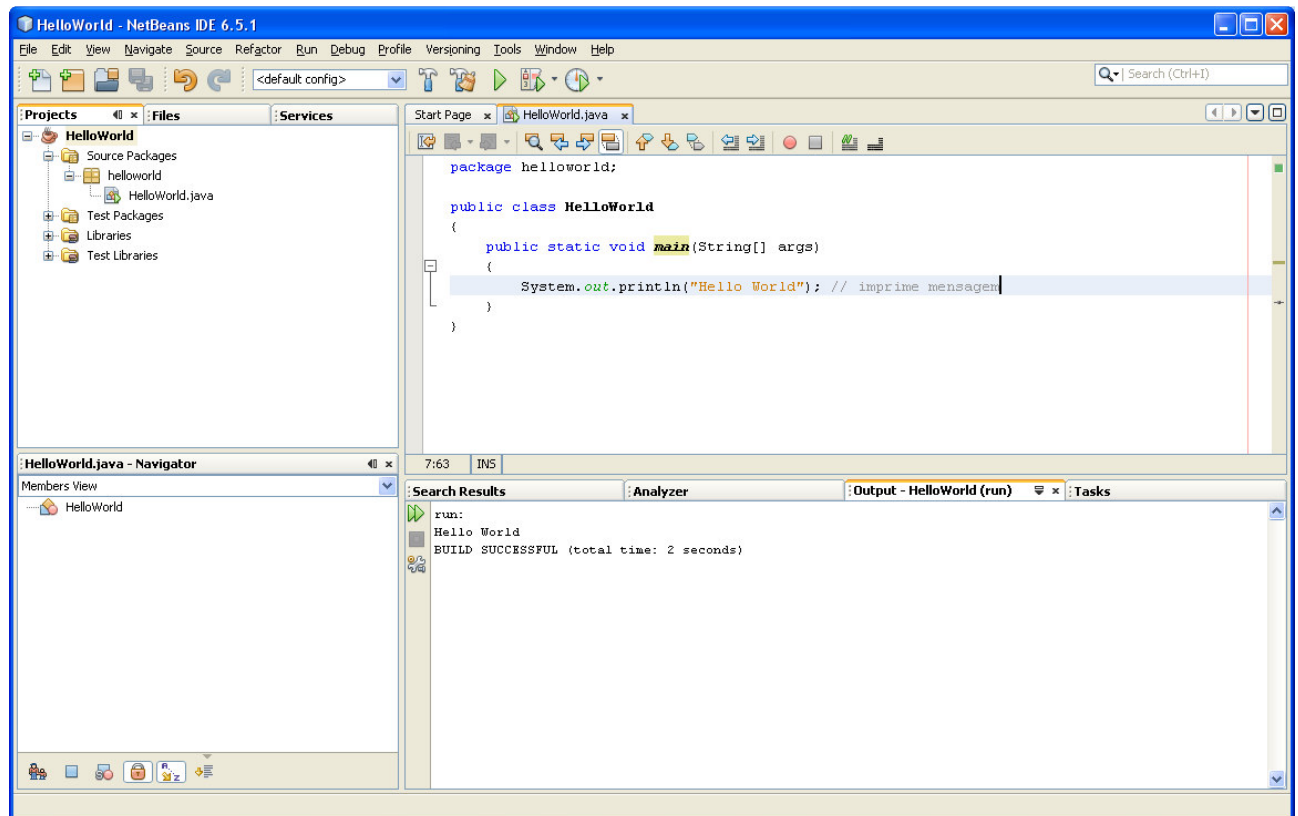 HelloWorld - NetBeans IDE 6.5.1
File Edit View Navigate Source Refactor Run Debug Profile Versioning Tools Window Help
<default config>
Search (Ctrl+I)
Projects Files Services
HelloWorld
Source Packages
helloworld
HelloWorld.java
Test Packages
Libraries
Test Libraries
Start Page HelloWorld.java
package helloworld;
public class HelloWorld
{
public static void main(String[] args)
{
System.out.println("Hello World"); // imprime mensagem
}
}
7:63 INS
HelloWorld.java - Navigator
Members View
HelloWorld
Search Results Analyzer Output - HelloWorld (run) Tasks
run:
Hello World
BUILD SUCCESSFUL (total time: 2 seconds)